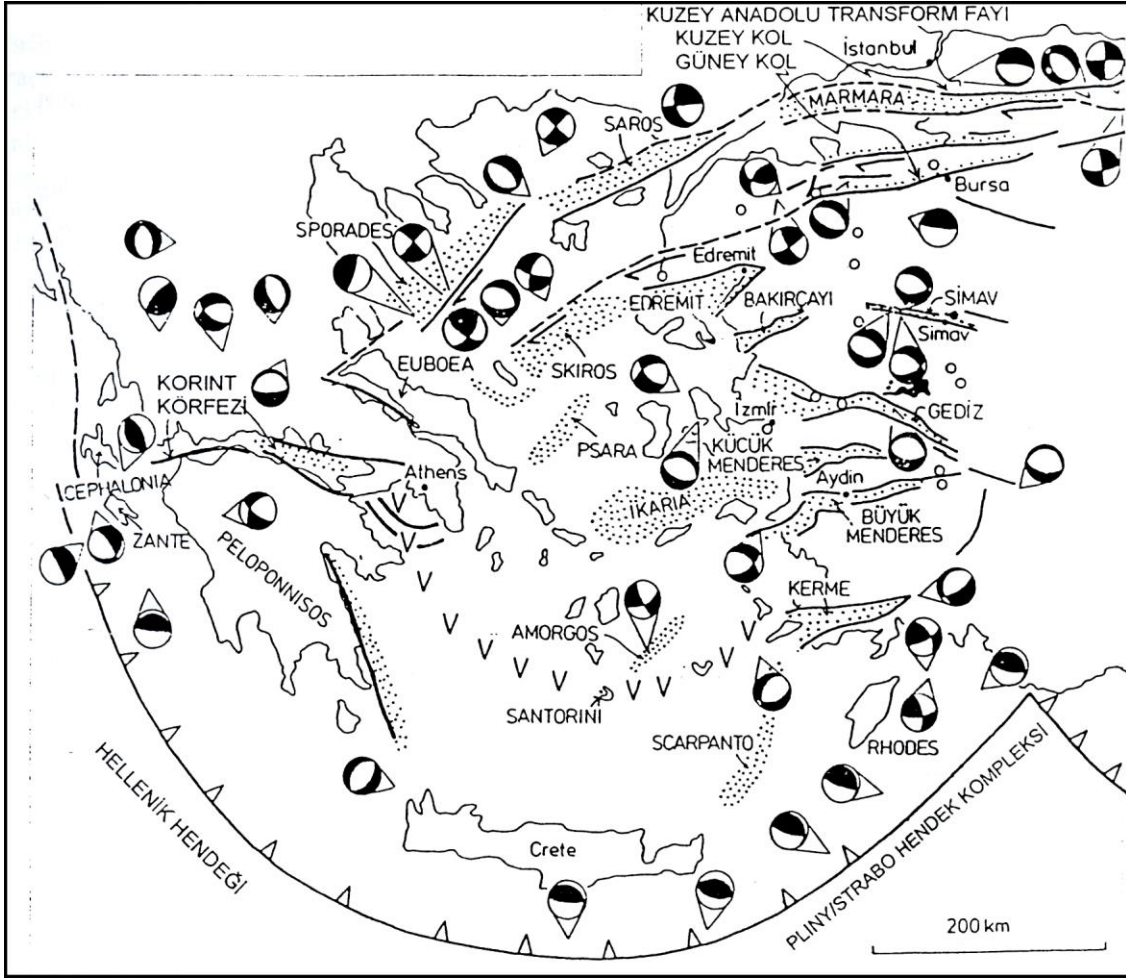 KUZEY ANADOLU TRANSFORM FAYI
KUZEY KOL
GÜNEY KOL
İstanbul
MARMARA
SAROS
Bursa
SPORADES
Edremit
EDREMIT
BAKIRÇAYI
SİMAV
Simav
EUBOEA
SKIROS
KORINT
KÖRFEZİ
İzmir
GEDİZ
PSARA
KÜCÜK
MENDERES
Athens
Aydin
CEPHALONIA
İKARIA
BÜYÜK
MENDERES
ZANTE
PELOPONNISOS
KERME
AMORGOS
V
V
V
V
V
V
V
V
V
V
V
SANTORINI
SCARPANTO
RHODES
HELLENİK HENDEĞİ
Crete
PLINY/STRABO HENDEK KOMPLEKSİ
200 km